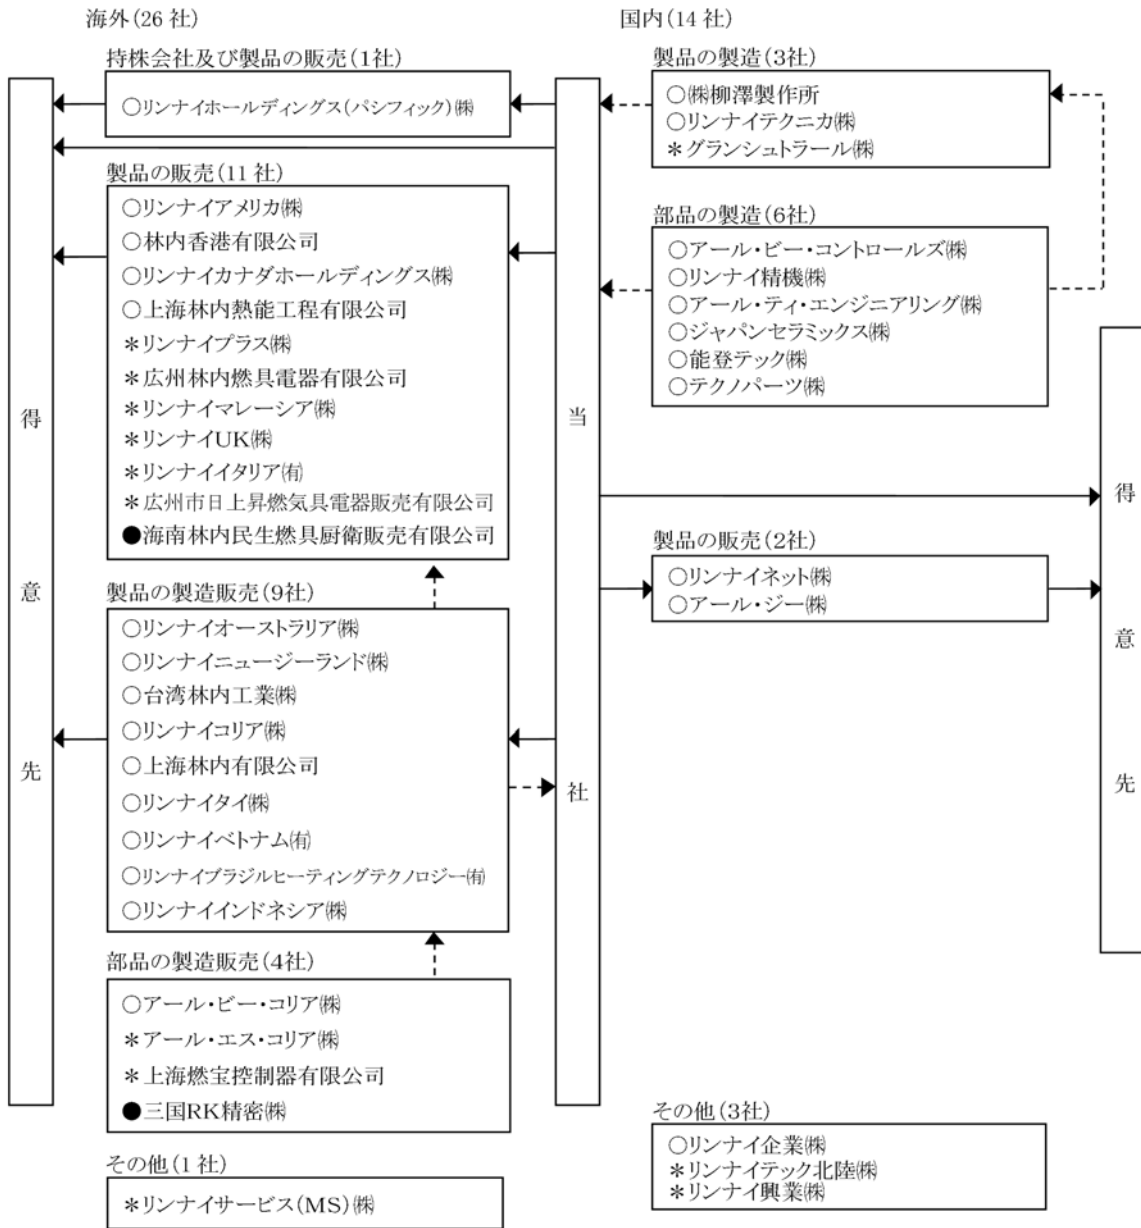 海外(26社)
持株会社及び製品の販売(1社)
○リンナイホールディングス(パシフィック)㈱
製品の販売(11社)
○リンナイアメリカ㈱
○林内香港有限公司
○リンナイカナダホールディングス㈱
○上海林内熱能工程有限公司
*リンナイプラス㈱
*広州林内燃具電器有限公司
*リンナイマレーシア㈱
*リンナイUK㈱
*リンナイイタリア㈲
*広州市日上昇燃気具電器販売有限公司
●海南林内民生燃具厨衛販売有限公司
製品の製造販売(9社)
○リンナイオーストラリア㈱
○リンナイニュージーランド㈱
○台湾林内工業㈱
○リンナイコリア㈱
○上海林内有限公司
○リンナイタイ㈱
○リンナイベトナム㈲
○リンナイブラジルヒーティングテクノロジー㈲
○リンナイインドネシア㈱
部品の製造販売(4社)
○アール・ビー・コリア㈱
*アール・エス・コリア㈱
*上海燃宝控制器有限公司
●三国RK精密㈱
その他(1社)
*リンナイサービス(MS)㈱
得意先
当社
国内(14社)
製品の製造(3社)
○㈱柳澤製作所
○リンナイテクニカ㈱
*グランシュトラール㈱
部品の製造(6社)
○アール・ビー・コントロールズ㈱
○リンナイ精機㈱
○アール・ティ・エンジニアリング㈱
○ジャパンセラミックス㈱
○能登テック㈱
○テクノパーツ㈱
製品の販売(2社)
○リンナイネット㈱
○アール・ジー㈱
その他(3社)
○リンナイ企業㈱
*リンナイテック北陸㈱
*リンナイ興業㈱
得意先